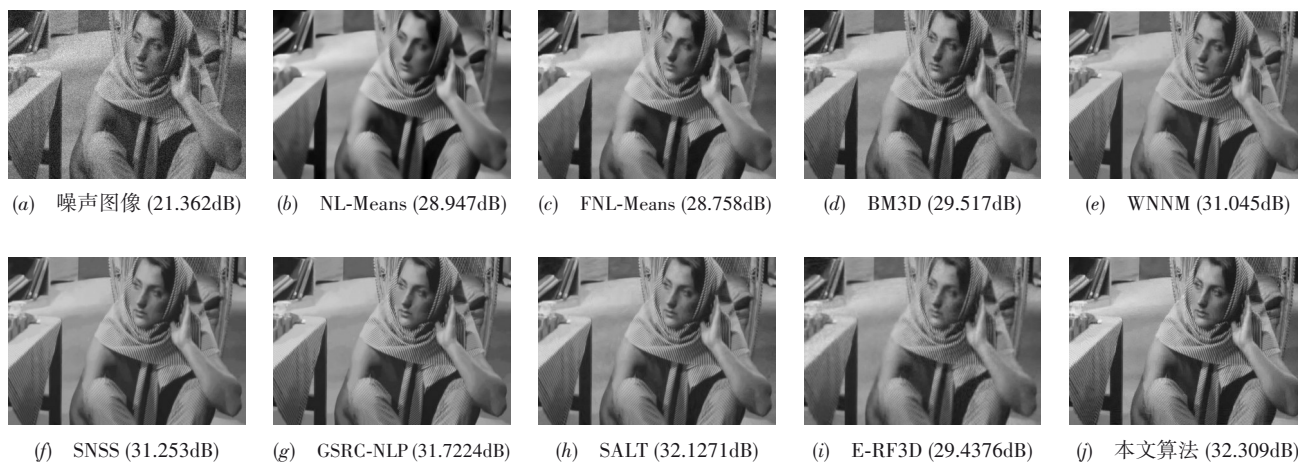 (a) 噪声图像 (21.362dB) (b) NL-Means (28.947dB) (c) FNL-Means (28.758dB) (d) BM3D (29.517dB) (e) WNNM (31.045dB)
(f) SNSS (31.253dB) (g) GSRC-NLP (31.7224dB) (h) SALT (32.1271dB) (i) E-RF3D (29.4376dB) (j) 本文算法 (32.309dB)